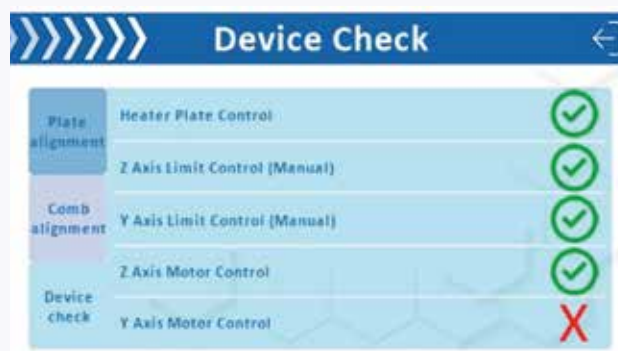 Device Check
Plate
alignment
Heater Plate Control
Z Axis Limit Control (Manual)
Comb
alignment
Y Axis Limit Control (Manual)
Z Axis Motor Control
Device
check
Y Axis Motor Control